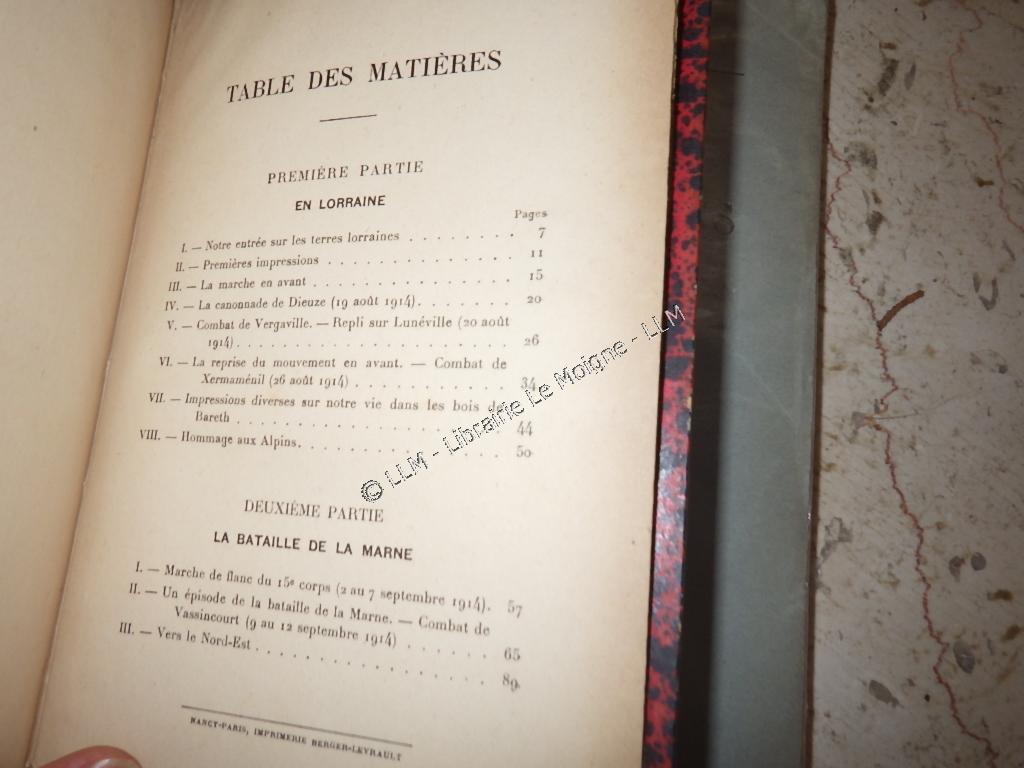 TABLE DES MATIÈRES
PREMIÈRE PARTIE
EN LORRAINE
Pages
I. — Notre entrée sur les terres lorraines . . . . . . . . 7
II. — Premières impressions . . . . . . . . . . . . . . 11
III. — La marche en avant . . . . . . . . . . . . . . . 15
IV. — La canonnade de Dieuze (19 août 1914). . . . . . . 20
V. — Combat de Vergaville. — Repli sur Lunéville (20 août
1914). . . . . . . . . . . . . . . . . . . . . 26
VI. — La reprise du mouvement en avant. — Combat de
Xermaménil (26 août 1914) . . . . . . . . . . . . 34
VII. — Impressions diverses sur notre vie dans les bois de
Bareth . . . . . . . . . . . . . . . . . . . . 44
VIII. — Hommage aux Alpins. . . . . . . . . . . . . . . 50
DEUXIÈME PARTIE
LA BATAILLE DE LA MARNE
I. — Marche de flanc du 15e corps (2 au 7 septembre 1914). 57
II. — Un épisode de la bataille de la Marne. — Combat de
Vassincourt (9 au 12 septembre 1914) . . . . . . 65
III. — Vers le Nord-Est . . . . . . . . . . . . . . . . 89
NANCY-PARIS, IMPRIMERIE BERGER-LEVRAULT
© LLM - Librairie Le Moigne - LLM